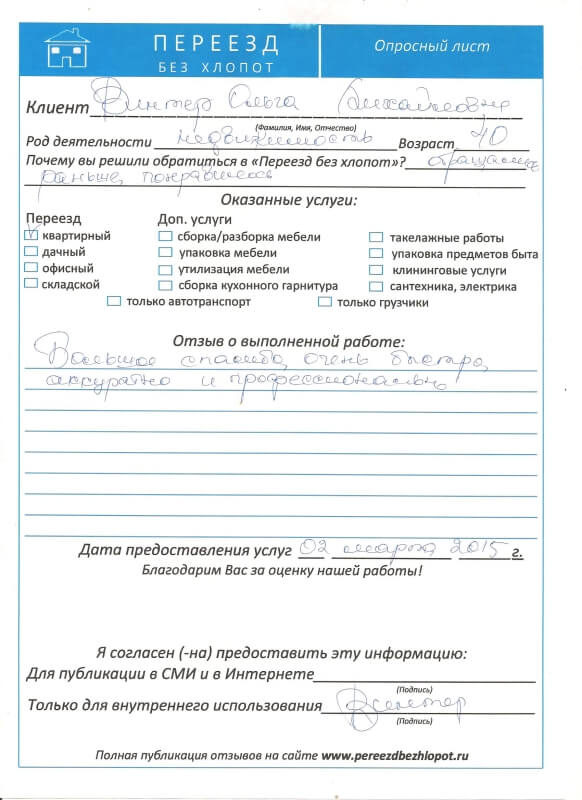 ПЕРЕЕЗД
БЕЗ ХЛОПОТ
Опросный лист
Клиент Винтер Ольга Михайловна
(Фамилия, Имя, Отчество)
Род деятельности недвижимость Возраст 40
Почему вы решили обратиться в «Переезд без хлопот»? обращались
раньше, понравилось
Оказанные услуги:
Переезд Доп. услуги
квартирный сборка/разборка мебели такелажные работы
дачный упаковка мебели упаковка предметов быта
офисный утилизация мебели клининговые услуги
складской сборка кухонного гарнитура сантехника, электрика
только автотранспорт только грузчики
Отзыв о выполненной работе:
Большое спасибо, очень быстро,
аккуратно и профессионально
Дата предоставления услуг 02 марта 2015 г.
Благодарим Вас за оценку нашей работы!
Я согласен (-на) предоставить эту информацию:
Для публикации в СМИ и в Интернете
(Подпись)
Только для внутреннего использования Винтер
(Подпись)
Полная публикация отзывов на сайте www.pereezdbezhlopot.ru